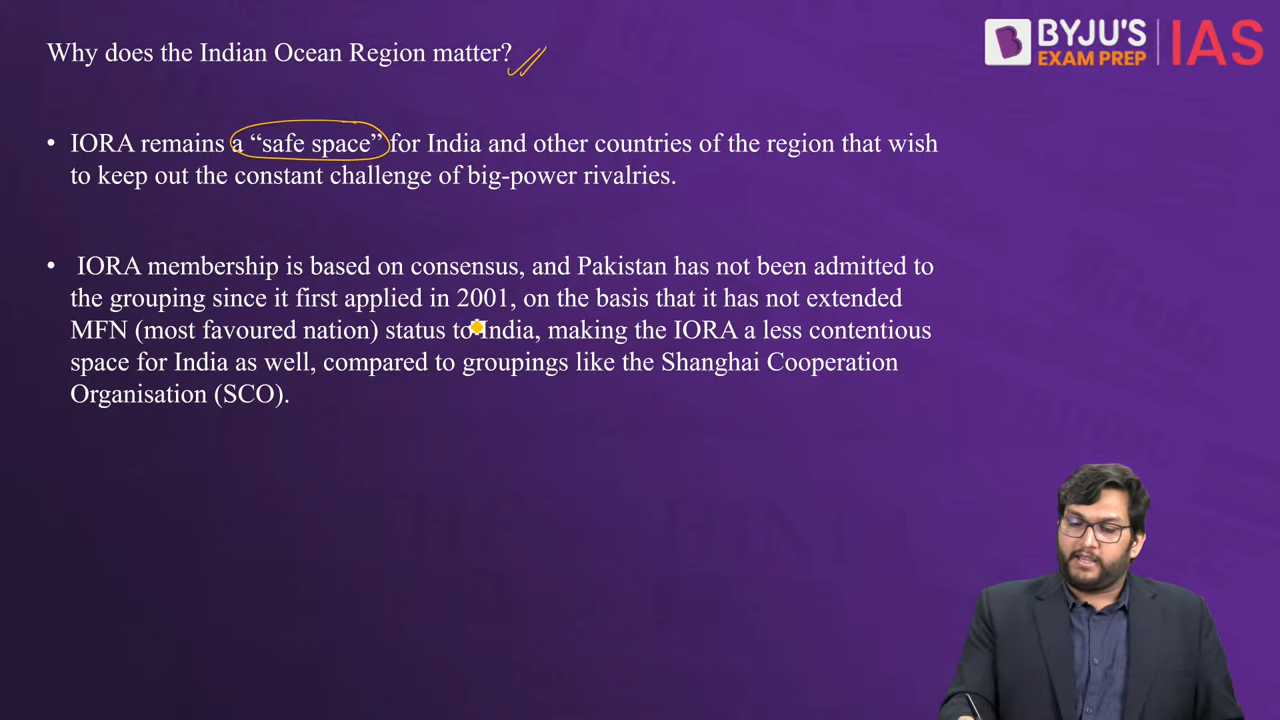 Why does the Indian Ocean Region matter?
BYJU'S
EXAM PREP
IAS
• IORA remains a “safe space” for India and other countries of the region that wish
to keep out the constant challenge of big-power rivalries.
• IORA membership is based on consensus, and Pakistan has not been admitted to
the grouping since it first applied in 2001, on the basis that it has not extended
MFN (most favoured nation) status to India, making the IORA a less contentious
space for India as well, compared to groupings like the Shanghai Cooperation
Organisation (SCO).